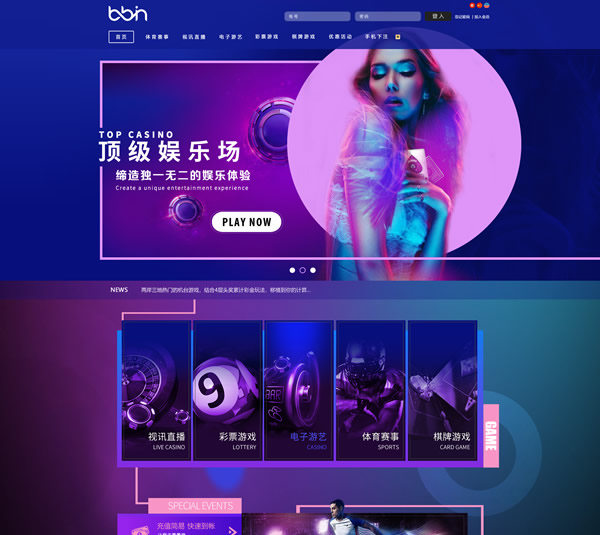 bbin
账号
密码
登入
忘记密码 | 加入会员
首页 体育赛事 视讯直播 电子游艺 彩票游戏 棋牌游戏 优惠活动 手机下注
TOP CASINO
顶级娱乐场
缔造独一无二的娱乐体验
Create a unique entertainment experience
PLAY NOW
NEWS 两岸三地热门的机台游戏，结合4层头奖累计彩金玩法，移植到你的计算...
9
视讯直播
LIVE CASINO
彩票游戏
LOTTERY
电子游艺
CASINO
体育赛事
SPORTS
棋牌游戏
CARD GAME
GAME
SPECIAL EVENTS
充值简易 快速到帐